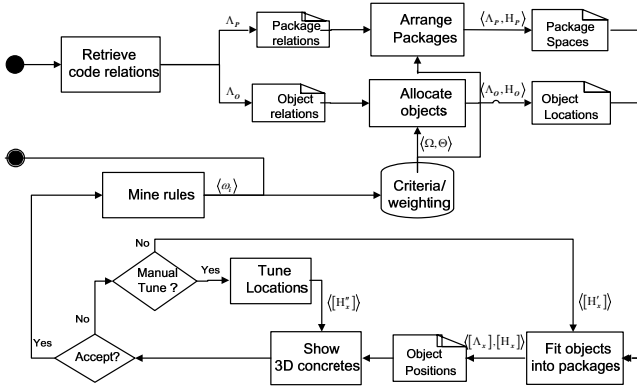 Retrieve
code relations
Λ_P
Package
relations
Arrange
Packages
⟨Λ_P, H_P⟩
Package
Spaces
Λ_O
Object
relations
Allocate
objects
⟨Λ_O, H_O⟩
Object
Locations
⟨Ω, Θ⟩
Mine rules
⟨ω_i⟩
Criteria/
weighting
No
Manual
Tune ?
Yes
Tune
Locations
⟨[H''_x]⟩
⟨[H'_x]⟩
No
Yes
Accept?
Show
3D concretes
Object
Positions
⟨[Λ_x].[H_x]⟩
Fit objects
into packages